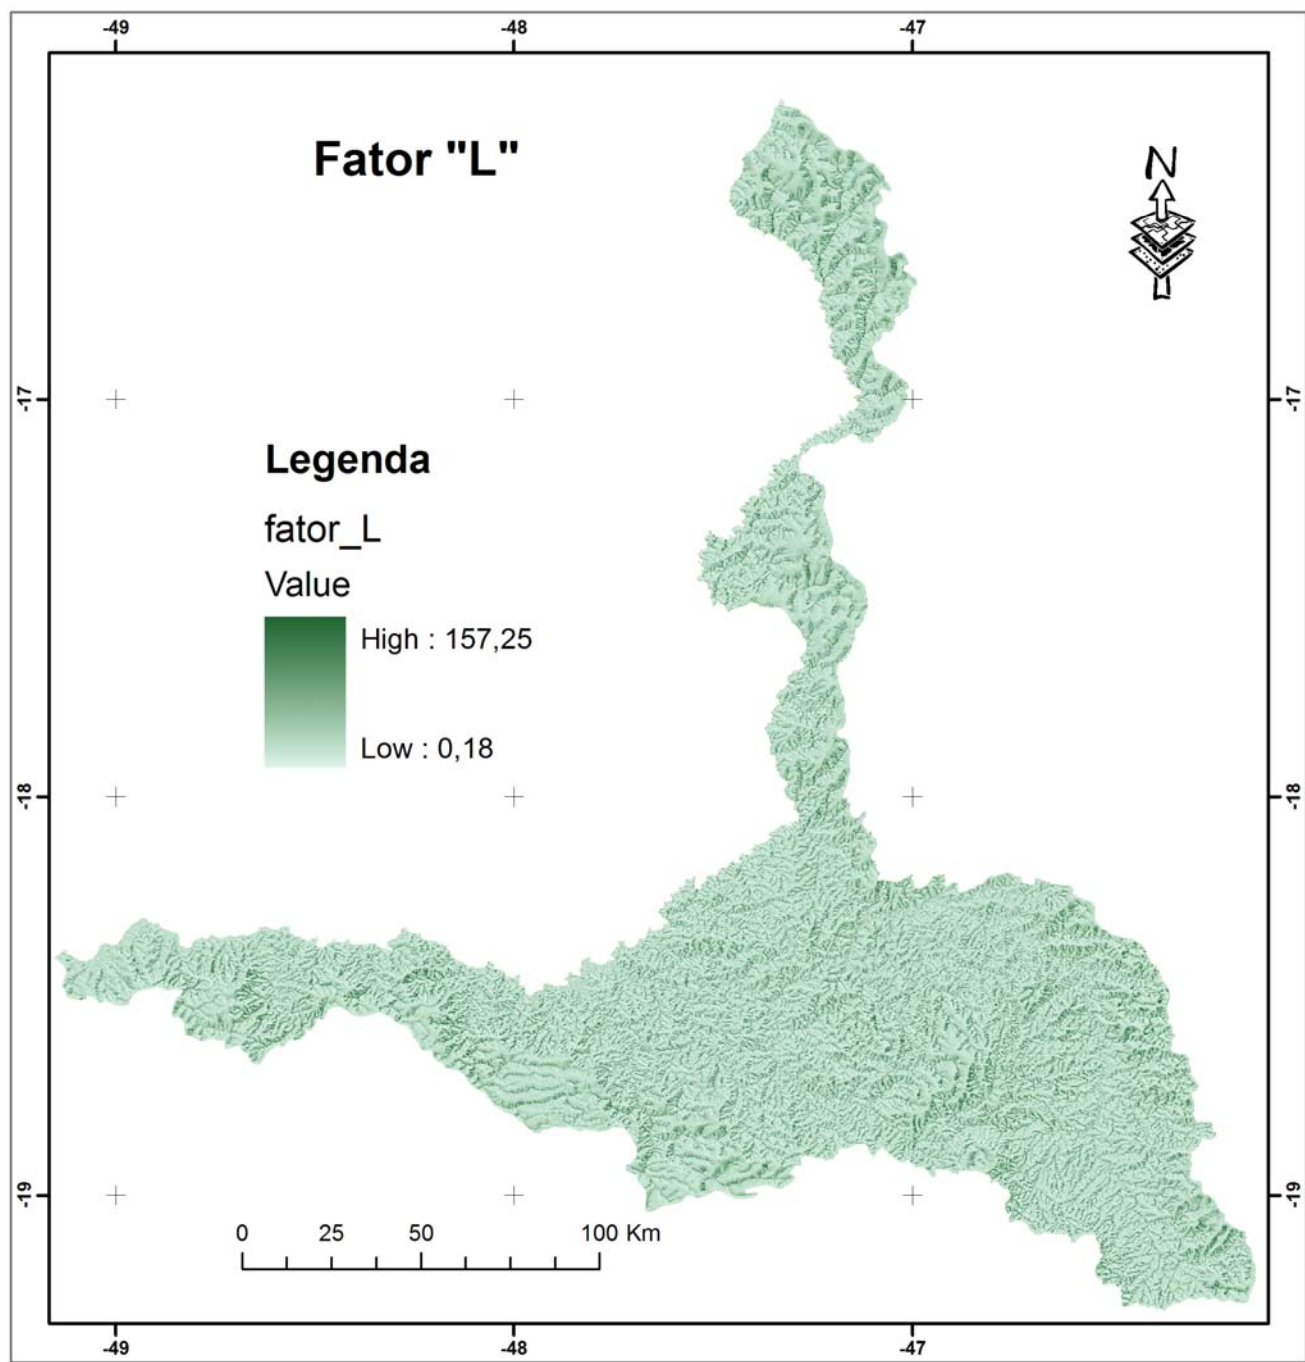 -49 -48 -47
Fator "L"
N
-17 -17
Legenda
fator_L
Value
High : 157,25
Low : 0,18
-18 -18
-19 -19
0 25 50 100 Km
-49 -48 -47